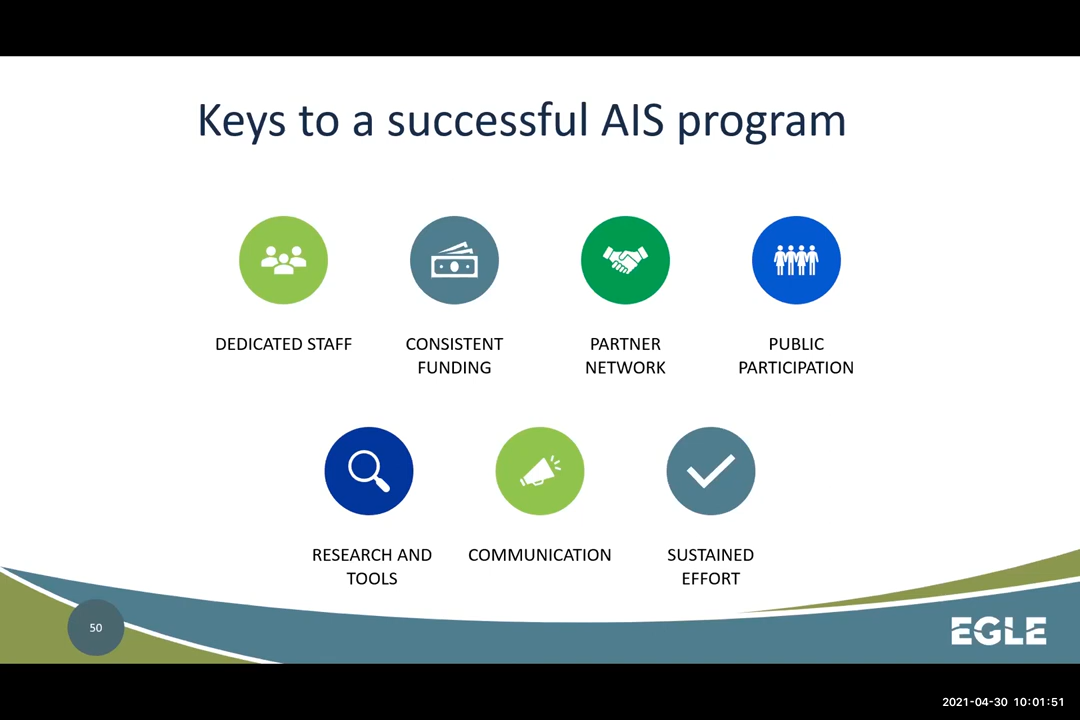 Keys to a successful AIS program
DEDICATED STAFF
CONSISTENT
FUNDING
PARTNER
NETWORK
PUBLIC
PARTICIPATION
RESEARCH AND
TOOLS
COMMUNICATION
SUSTAINED
EFFORT
50
EGLE
2021-04-30 10:01:51